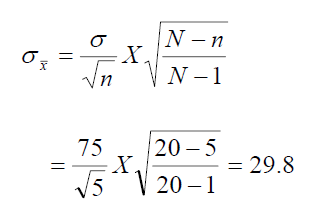 σ_x̄ = σ/√n X √((N − n)/(N − 1))
= 75/√5 X √((20 − 5)/(20 − 1)) = 29.8